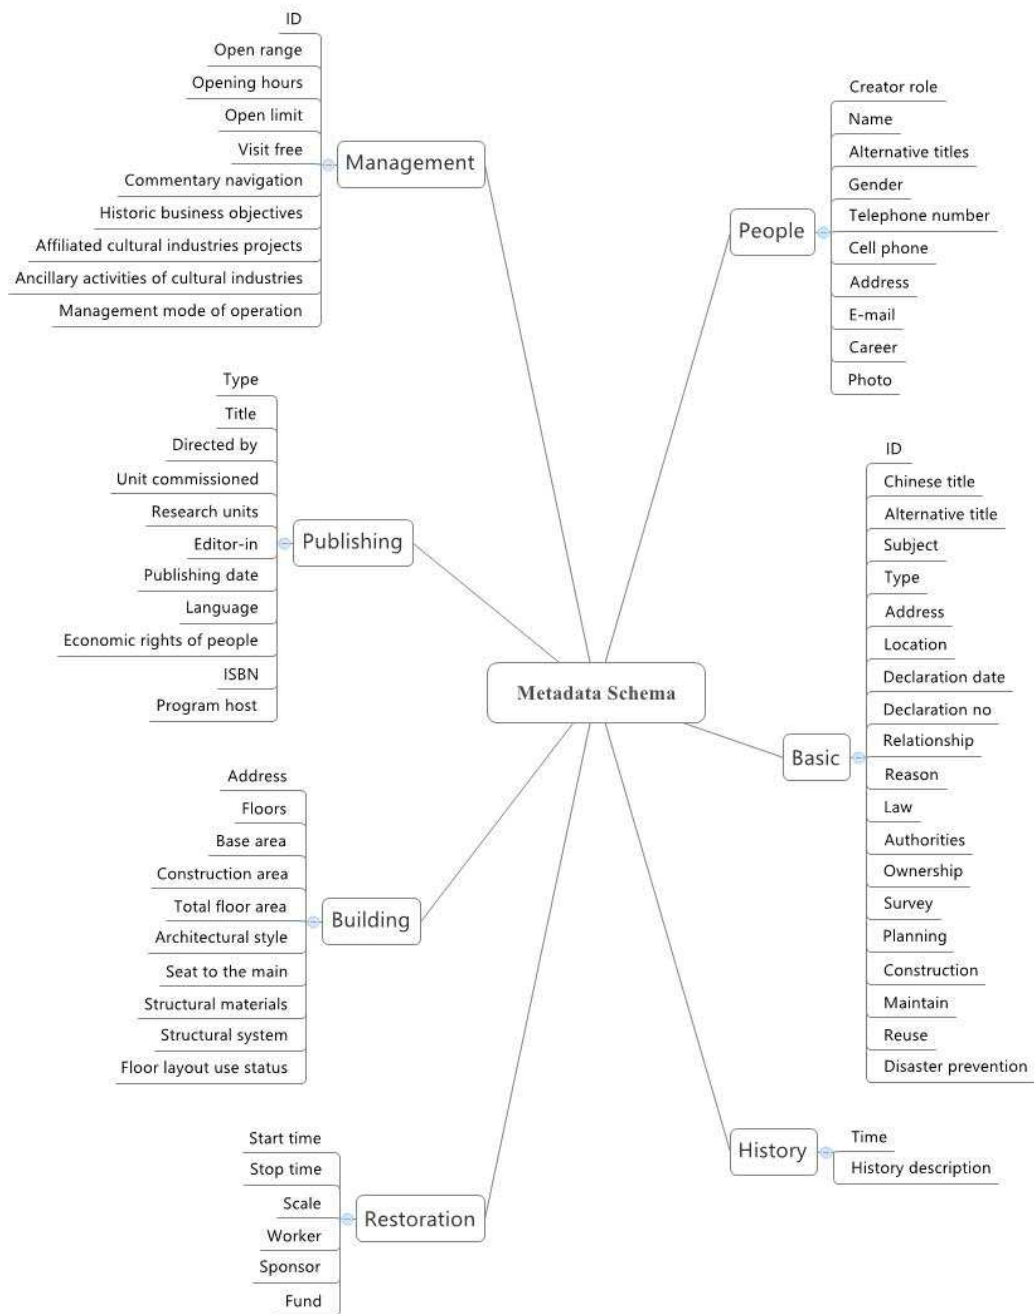 ID
Open range
Opening hours
Open limit
Visit free
Commentary navigation
Historic business objectives
Affiliated cultural industries projects
Ancillary activities of cultural industries
Management mode of operation
Management
Type
Title
Directed by
Unit commissioned
Research units
Editor-in
Publishing date
Language
Economic rights of people
ISBN
Program host
Publishing
Address
Floors
Base area
Construction area
Total floor area
Architectural style
Seat to the main
Structural materials
Structural system
Floor layout use status
Building
Start time
Stop time
Scale
Worker
Sponsor
Fund
Restoration
Metadata Schema
People
Creator role
Name
Alternative titles
Gender
Telephone number
Cell phone
Address
E-mail
Career
Photo
Basic
ID
Chinese title
Alternative title
Subject
Type
Address
Location
Declaration date
Declaration no
Relationship
Reason
Law
Authorities
Ownership
Survey
Planning
Construction
Maintain
Reuse
Disaster prevention
History
Time
History description